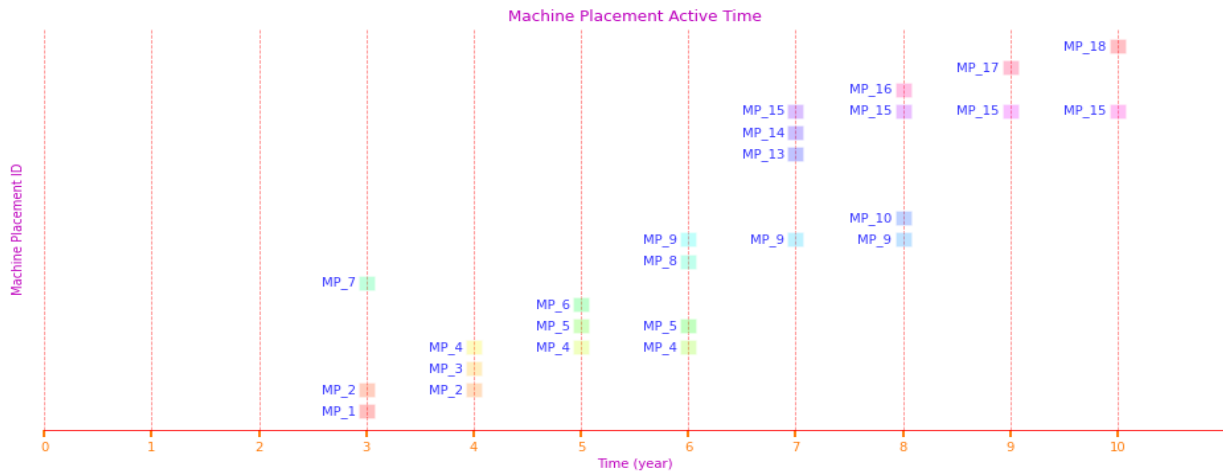 Machine Placement Active Time
MP_18
MP_17
MP_16
MP_15 MP_15 MP_15 MP_15
MP_14
MP_13
MP_10
MP_9 MP_9 MP_9
MP_8
MP_7
MP_6
MP_5 MP_5
MP_4 MP_4 MP_4
MP_3
MP_2 MP_2
MP_1
Machine Placement ID
0 1 2 3 4 5 6 7 8 9 10
Time (year)